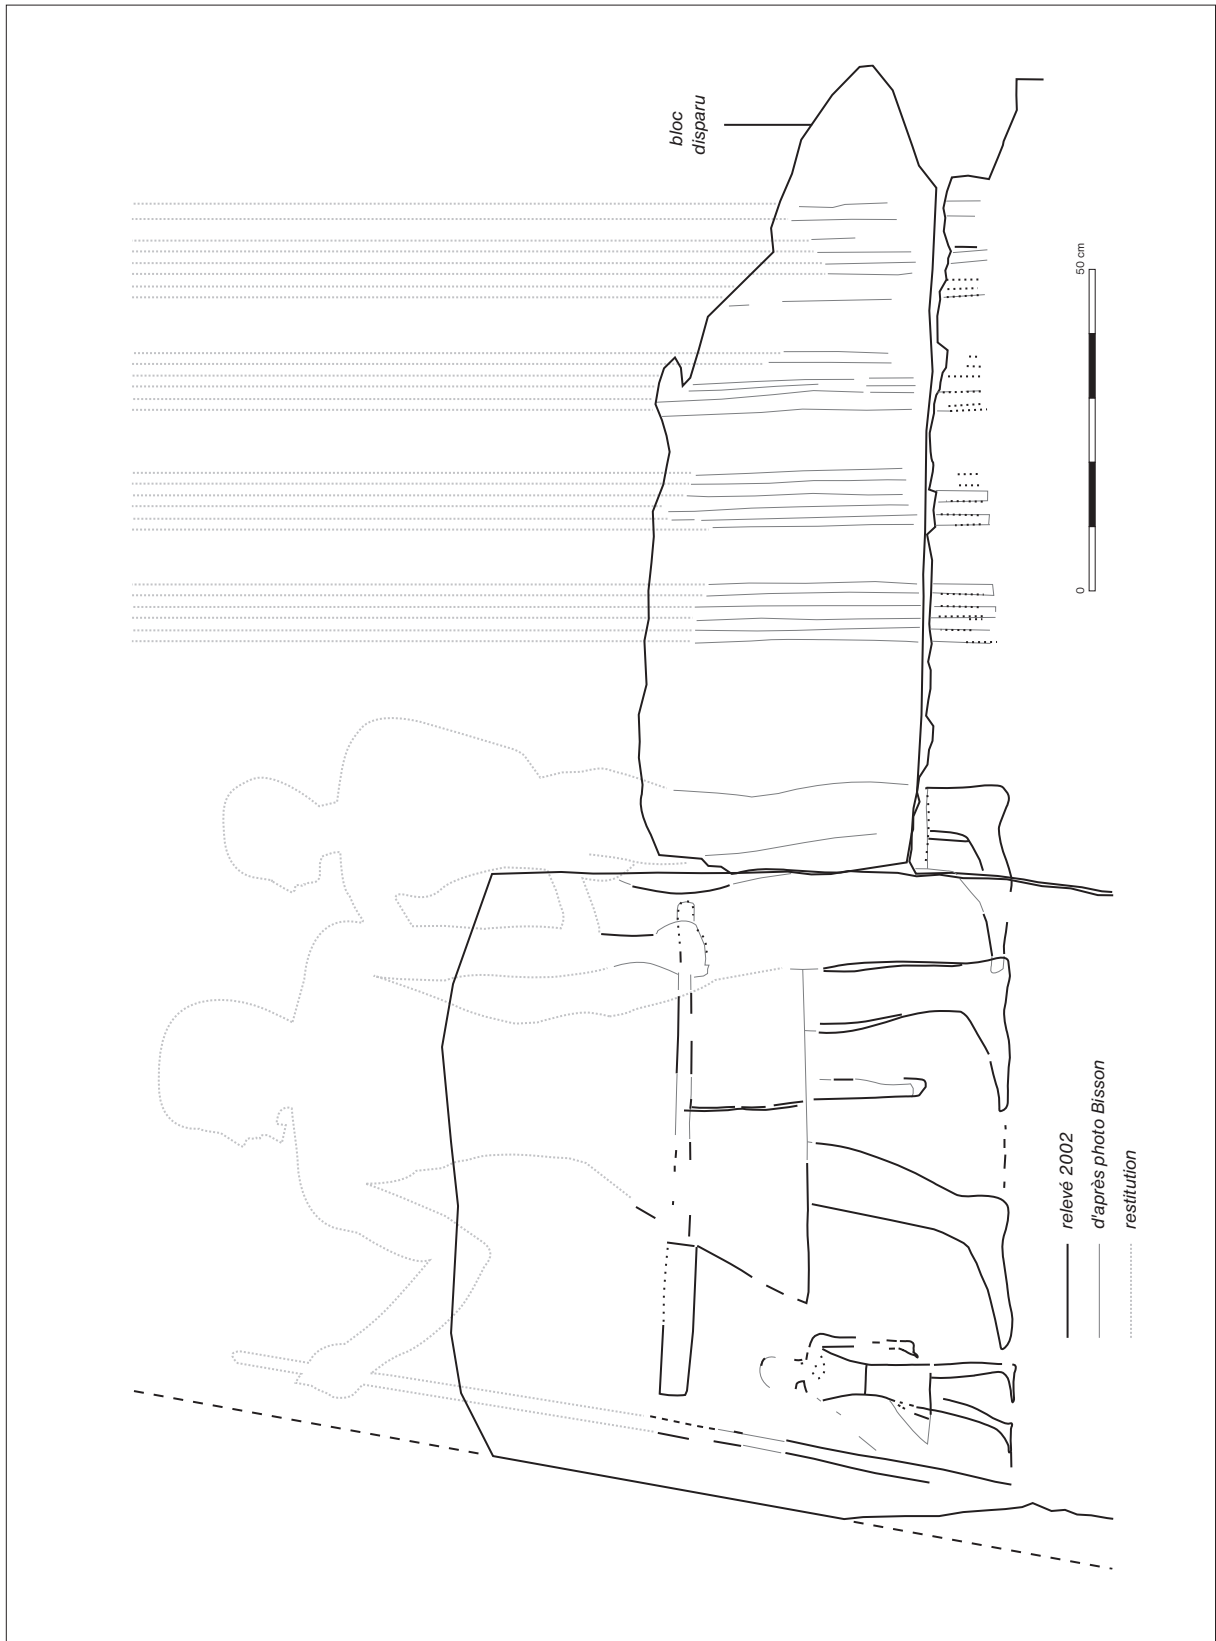 bloc
disparu
0
50 cm
relevé 2002
d'après photo Bisson
restitution